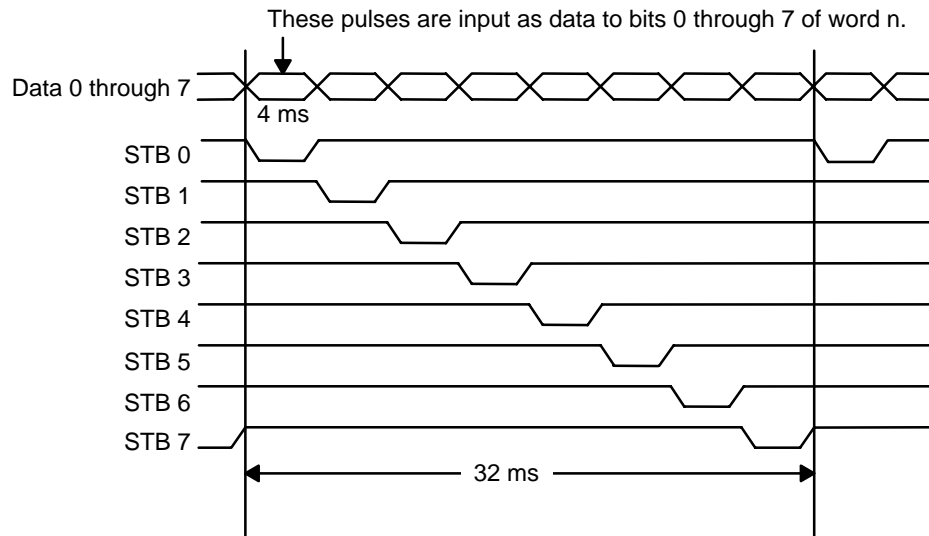 These pulses are input as data to bits 0 through 7 of word n.
Data 0 through 7
4 ms
STB 0
STB 1
STB 2
STB 3
STB 4
STB 5
STB 6
STB 7
32 ms